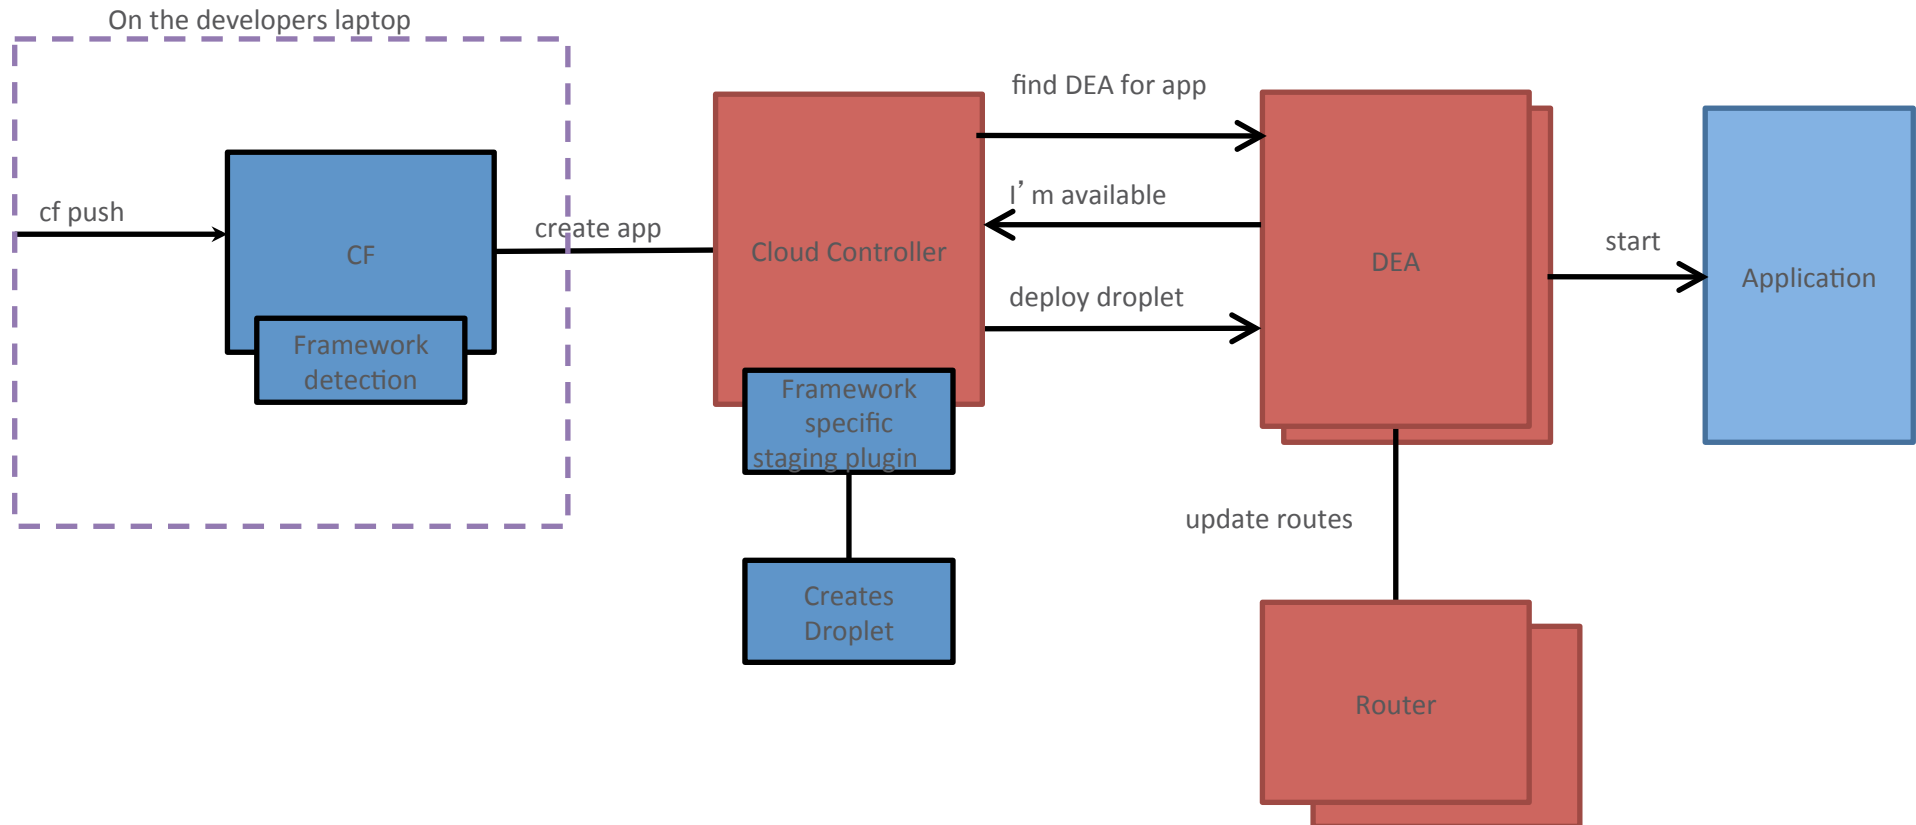 On the developers laptop
cf push
CF
Framework
detection
create app
Cloud Controller
Framework
specific
staging plugin
Creates
Droplet
find DEA for app
I’ m available
deploy droplet
DEA
start
Application
update routes
Router